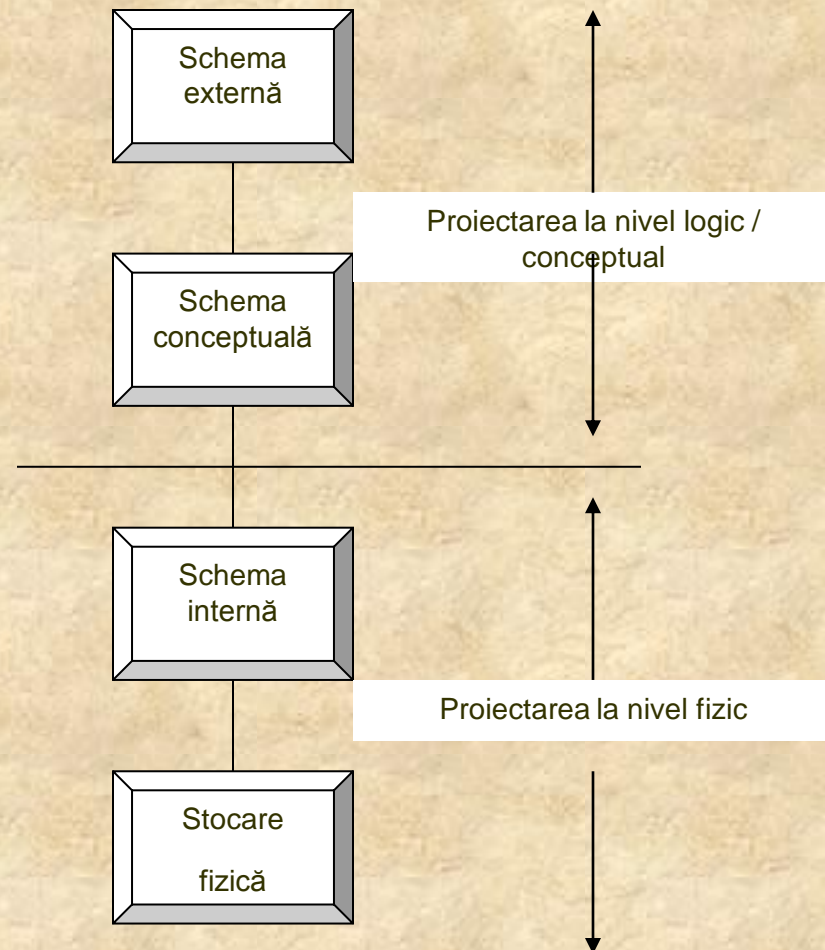 Schema
externă
Proiectarea la nivel logic /
conceptual
Schema
conceptuală
Schema
internă
Proiectarea la nivel fizic
Stocare
fizică